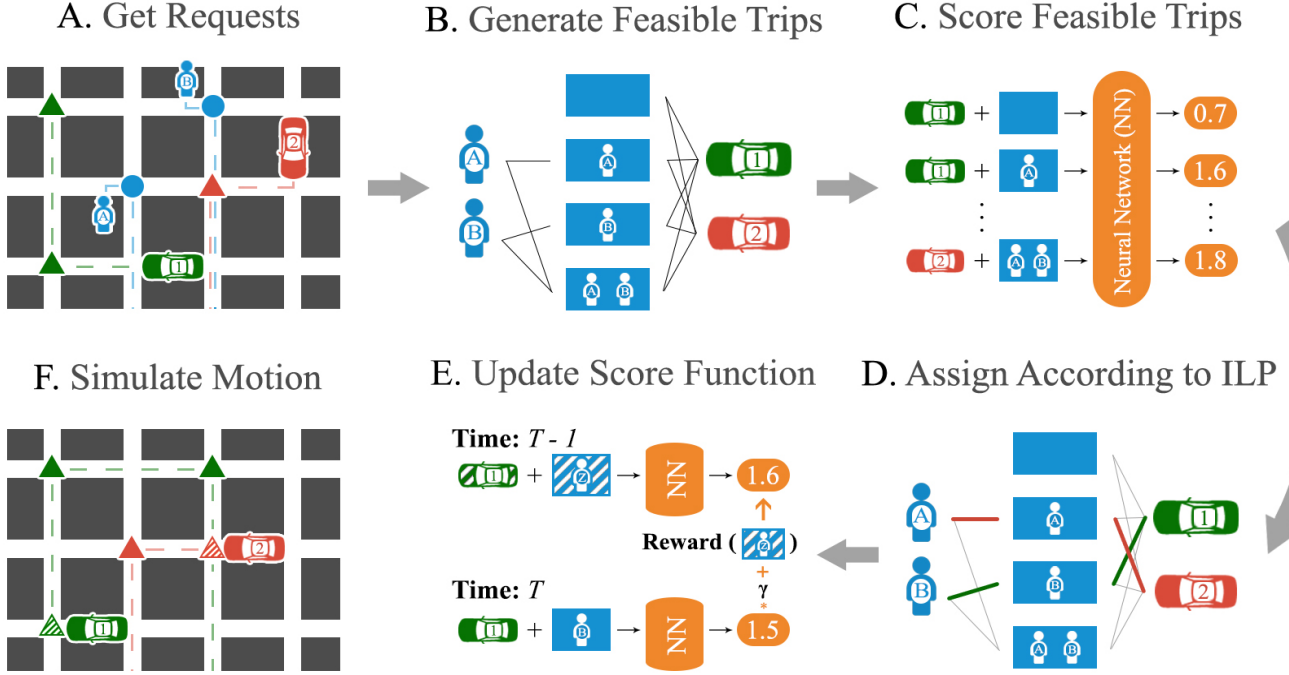 A. Get Requests
B
2
A
1
B. Generate Feasible Trips
A
B
A
B
A B
1
2
C. Score Feasible Trips
1 + → 0.7
1 + A → 1.6
2 + A B → 1.8
Neural Network (NN)
F. Simulate Motion
2
1
E. Update Score Function
Time: T - 1
1 + Z → NN → 1.6
Reward ( Z )
+
γ
*
Time: T
1 + B → NN → 1.5
D. Assign According to ILP
A
B
A
B
A B
1
2